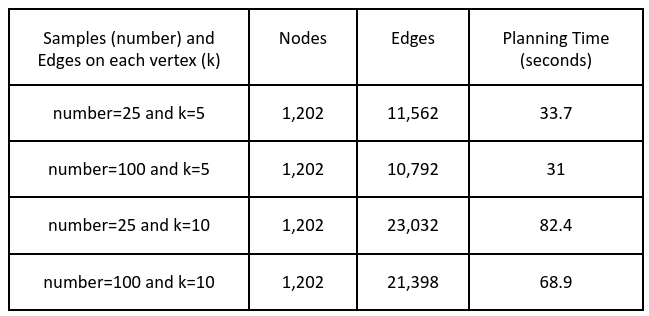 Samples (number) and
Edges on each vertex (k)
Nodes
Edges
Planning Time
(seconds)
number=25 and k=5
1,202
11,562
33.7
number=100 and k=5
1,202
10,792
31
number=25 and k=10
1,202
23,032
82.4
number=100 and k=10
1,202
21,398
68.9